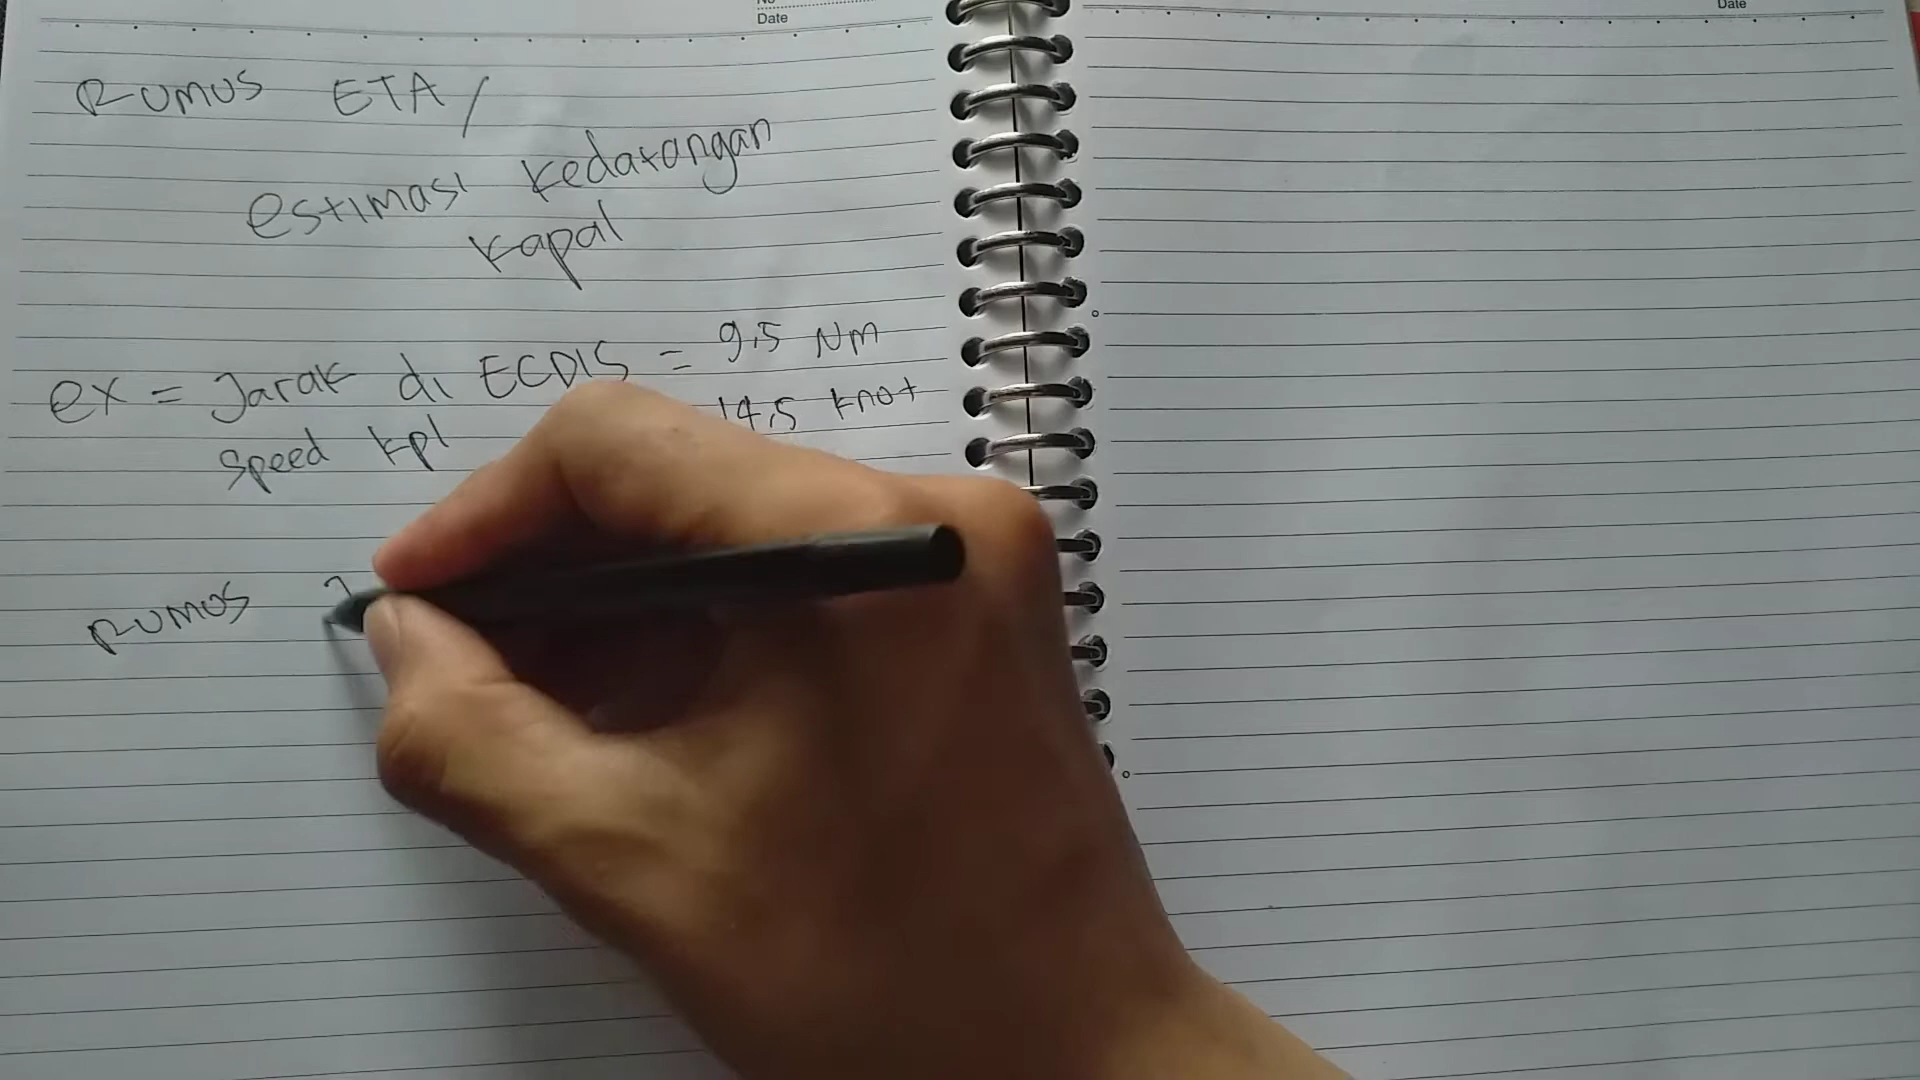 Date
Date
RUMUS ETA /
estimasi kedatangan
kapal
ex = Jarak di ECDIS = 9,5 NM
speed kpl 14,5 knot
RUMUS